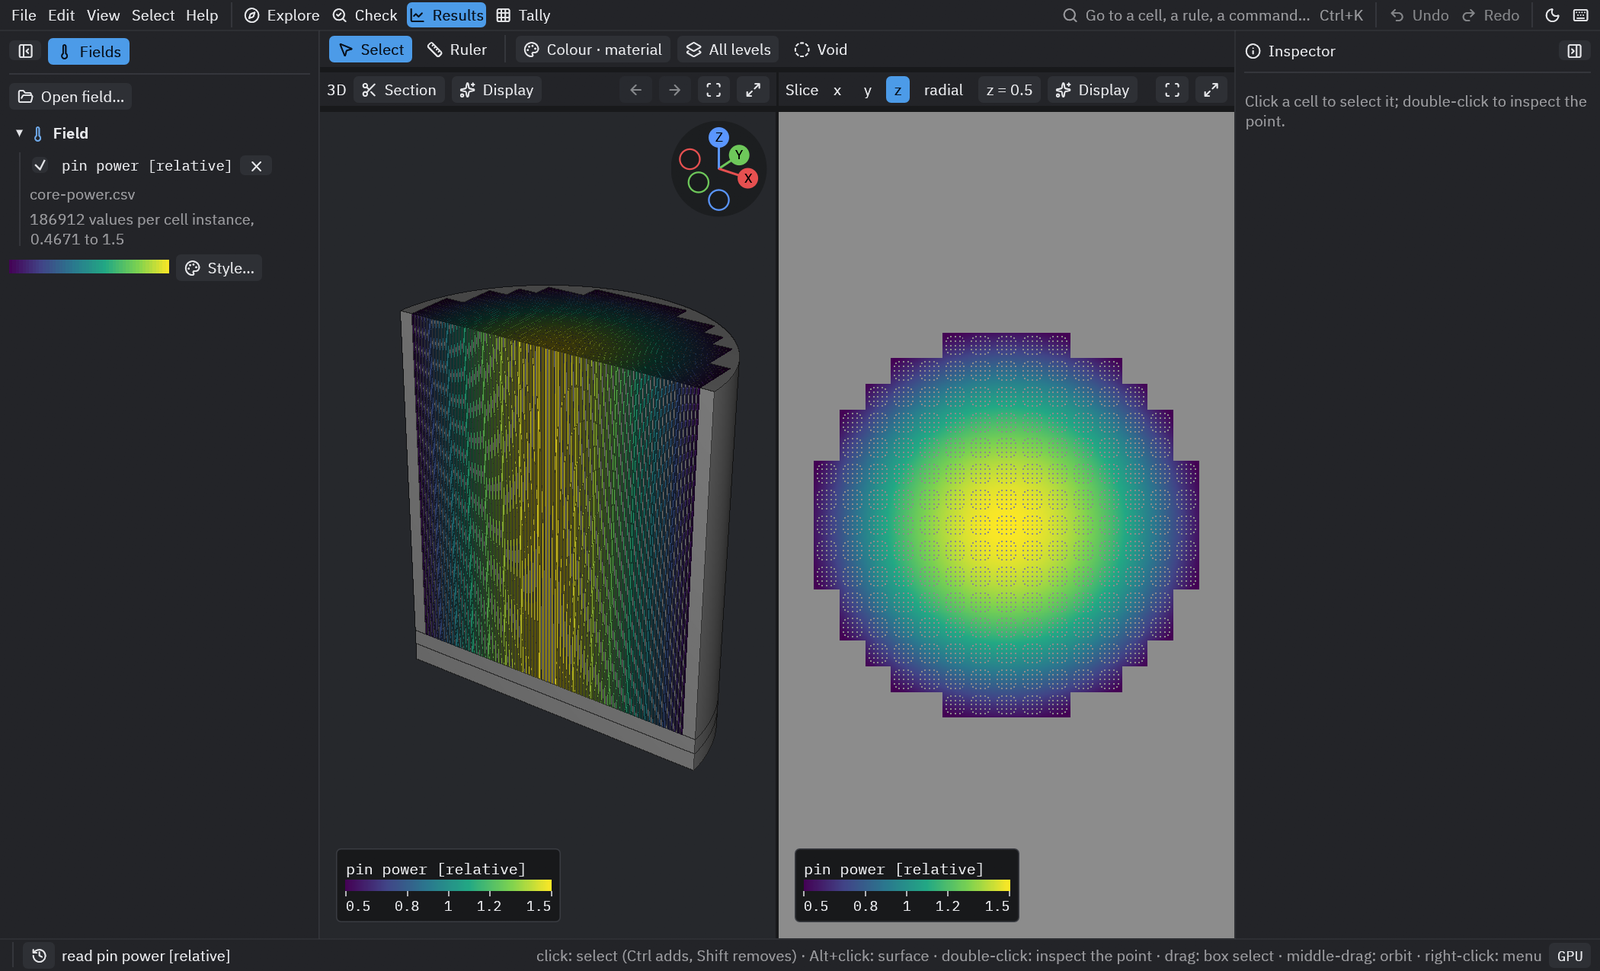 File Edit View Select Help Explore Check Results Tally Go to a cell, a rule, a command... Ctrl+K Undo Redo
Fields Select Ruler Colour · material All levels Void Inspector
3D Section Display Slice x y z radial z = 0.5 Display
Open field...
Field
pin power [relative]
core-power.csv
186912 values per cell instance,
0.4671 to 1.5
Style...
Z
Y
X
Click a cell to select it; double-click to inspect the
point.
pin power [relative]
0.5 0.8 1 1.2 1.5
pin power [relative]
0.5 0.8 1 1.2 1.5
read pin power [relative] click: select (Ctrl adds, Shift removes) · Alt+click: surface · double-click: inspect the point · drag: box select · middle-drag: orbit · right-click: menu GPU